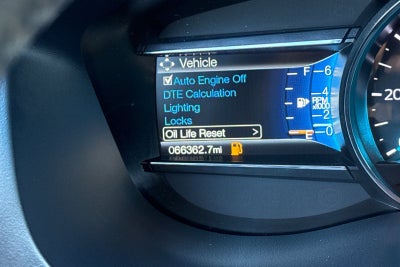 Vehicle
Auto Engine Off
DTE Calculation
Lighting
Locks
Oil Life Reset >
066362.7mi
F 6
4
RPM
x1000
2
E 0
20